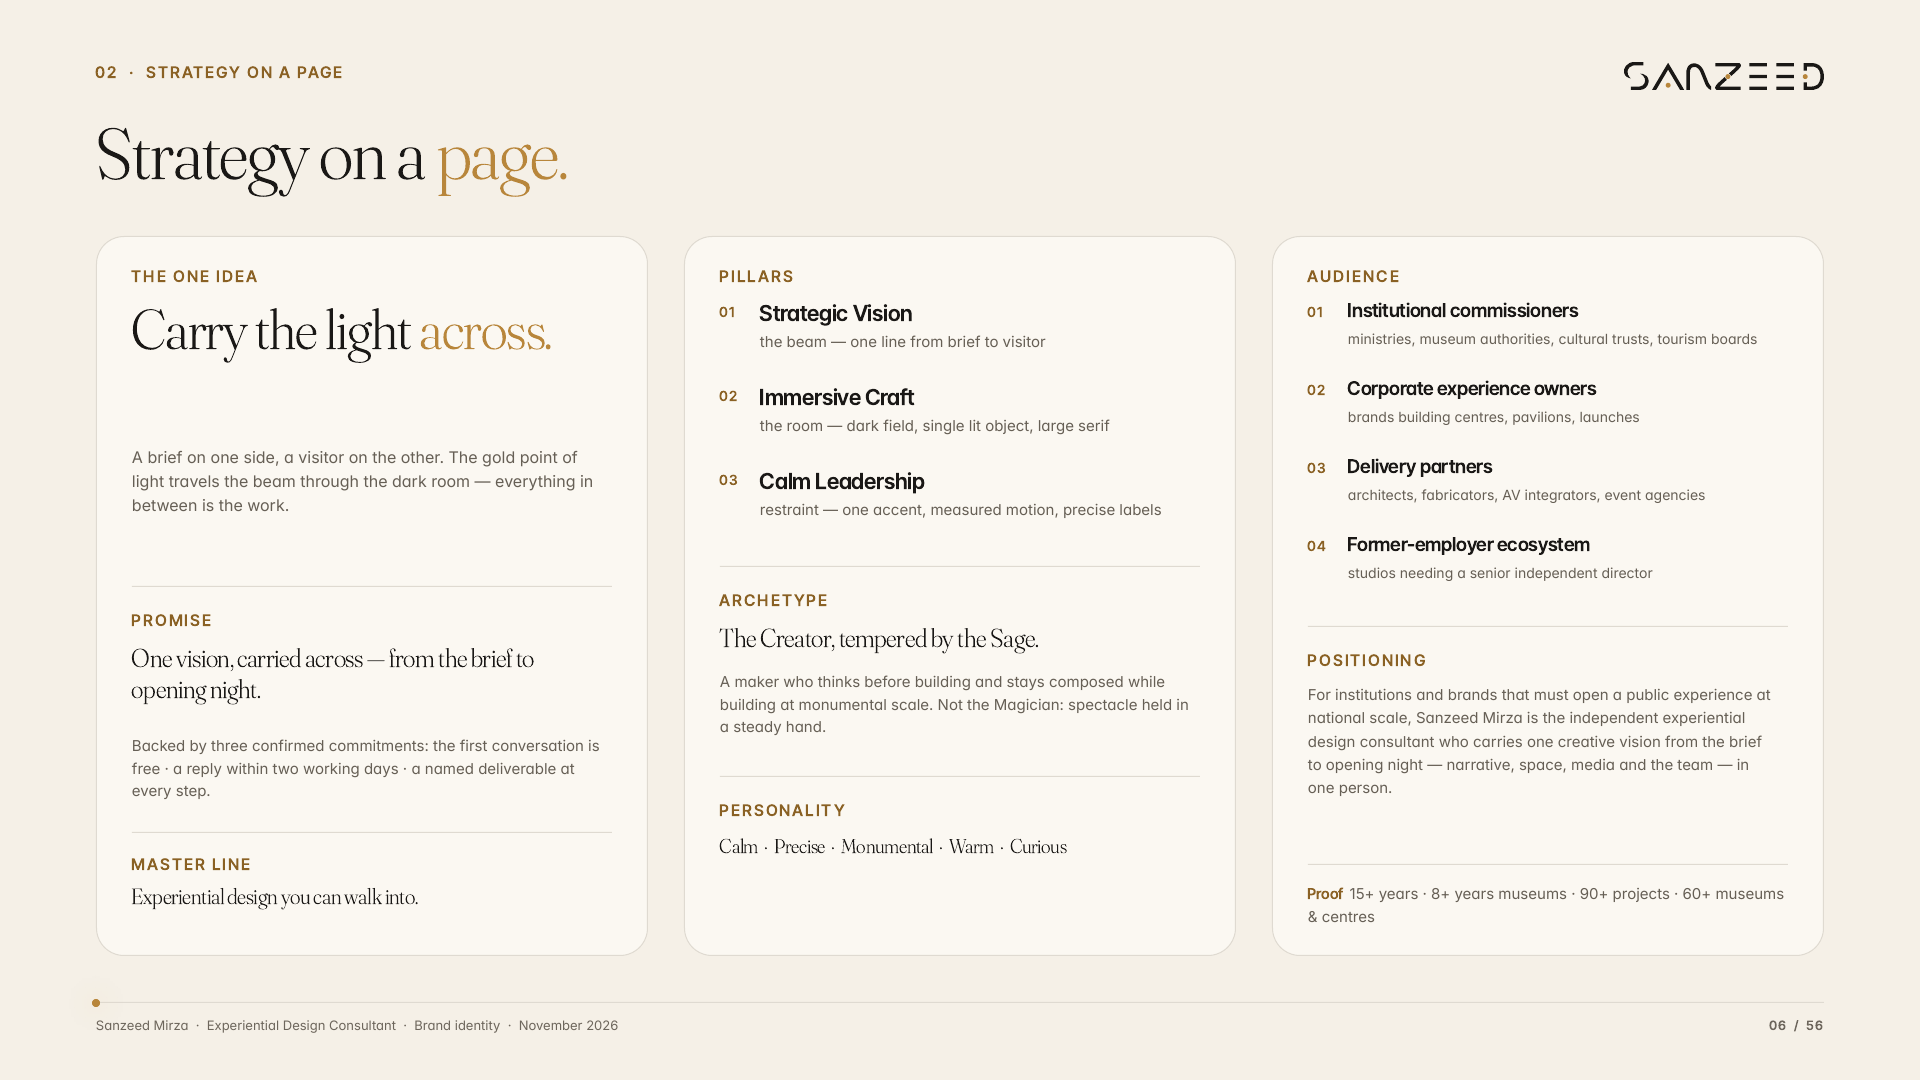 02 · STRATEGY ON A PAGE
SANZEED
Strategy on a page.
THE ONE IDEA
Carry the light across.
A brief on one side, a visitor on the other. The gold point of
light travels the beam through the dark room — everything in
between is the work.
PROMISE
One vision, carried across — from the brief to
opening night.
Backed by three confirmed commitments: the first conversation is
free · a reply within two working days · a named deliverable at
every step.
MASTER LINE
Experiential design you can walk into.
PILLARS
01 Strategic Vision
the beam — one line from brief to visitor
02 Immersive Craft
the room — dark field, single lit object, large serif
03 Calm Leadership
restraint — one accent, measured motion, precise labels
ARCHETYPE
The Creator, tempered by the Sage.
A maker who thinks before building and stays composed while
building at monumental scale. Not the Magician: spectacle held in
a steady hand.
PERSONALITY
Calm · Precise · Monumental · Warm · Curious
AUDIENCE
01 Institutional commissioners
ministries, museum authorities, cultural trusts, tourism boards
02 Corporate experience owners
brands building centres, pavilions, launches
03 Delivery partners
architects, fabricators, AV integrators, event agencies
04 Former-employer ecosystem
studios needing a senior independent director
POSITIONING
For institutions and brands that must open a public experience at
national scale, Sanzeed Mirza is the independent experiential
design consultant who carries one creative vision from the brief
to opening night — narrative, space, media and the team — in
one person.
Proof 15+ years · 8+ years museums · 90+ projects · 60+ museums
& centres
Sanzeed Mirza · Experiential Design Consultant · Brand identity · November 2026
06 / 56